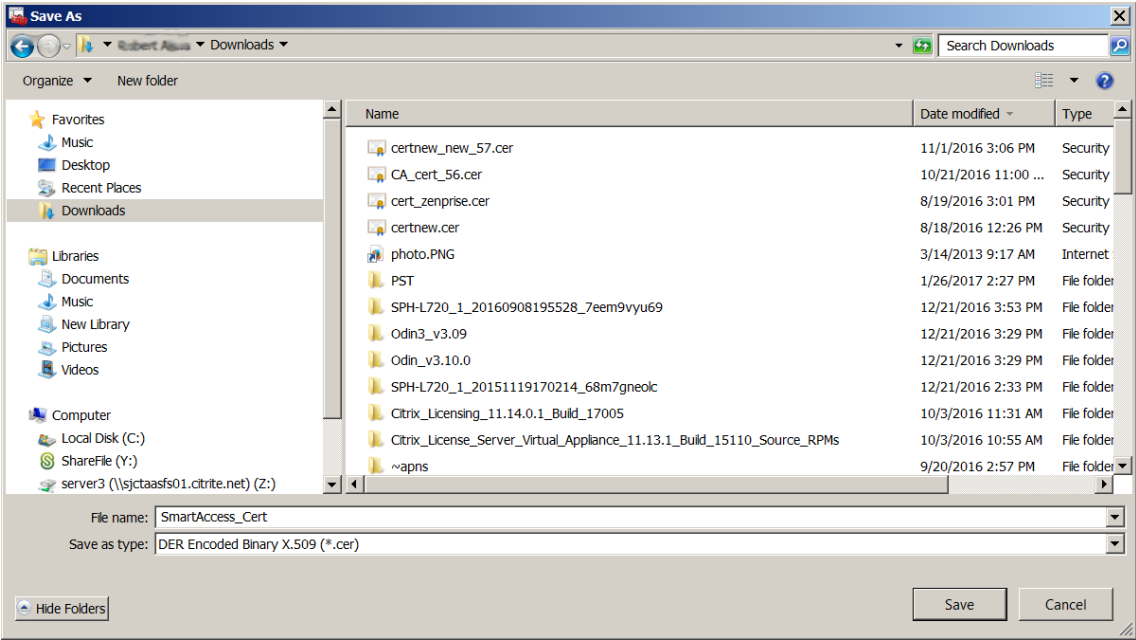 Save As
Downloads
Search Downloads
Organize
New folder
Favorites
Music
Desktop
Recent Places
Downloads
Libraries
Documents
Music
New Library
Pictures
Videos
Computer
Local Disk (C:)
ShareFile (Y:)
server3 (\\sjctaasfs01.citrite.net) (Z:)
Name Date modified Type
certnew_new_57.cer 11/1/2016 3:06 PM Security
CA_cert_56.cer 10/21/2016 11:00 ... Security
cert_zenprise.cer 8/19/2016 3:01 PM Security
certnew.cer 8/18/2016 12:26 PM Security
photo.PNG 3/14/2013 9:17 AM Internet
PST 1/26/2017 2:27 PM File folder
SPH-L720_1_20160908195528_7eem9vyu69 12/21/2016 3:53 PM File folder
Odin3_v3.09 12/21/2016 3:29 PM File folder
Odin_v3.10.0 12/21/2016 3:29 PM File folder
SPH-L720_1_20151119170214_68m7gneolc 12/21/2016 2:33 PM File folder
Citrix_Licensing_11.14.0.1_Build_17005 10/3/2016 11:31 AM File folder
Citrix_License_Server_Virtual_Appliance_11.13.1_Build_15110_Source_RPMs 10/3/2016 10:55 AM File folder
~apns 9/20/2016 2:57 PM File folder
File name: SmartAccess_Cert
Save as type: DER Encoded Binary X.509 (*.cer)
Hide Folders
Save
Cancel